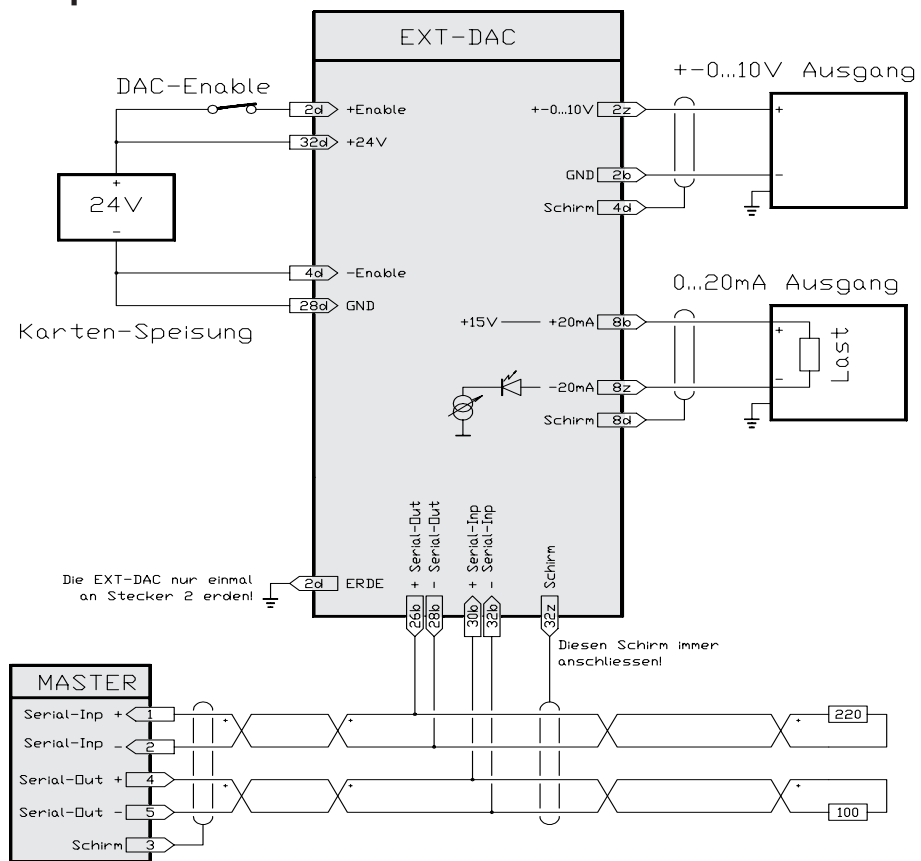 EXT-DAC
DAC-Enable
+-0...10V Ausgang
2d +Enable
+-0...10V 2z
+
32d +24V
+
24V
-
GND 2b
-
Schirm 4d
4d -Enable
28d GND
Karten-Speisung
0...20mA Ausgang
+15V +20mA 8b
+
Last
-20mA 8z
-
Schirm 8d
+ Serial-Out
- Serial-Out
+ Serial-Inp
- Serial-Inp
Schirm
Die EXT-DAC nur einmal
an Stecker 2 erden!
2d ERDE
26b
28b
30b
32b
32z
Diesen Schirm immer
anschliessen!
MASTER
Serial-Inp + 1
+ + + +
220
Serial-Inp - 2
Serial-Out + 4
+ + + +
Serial-Out - 5
100
Schirm 3